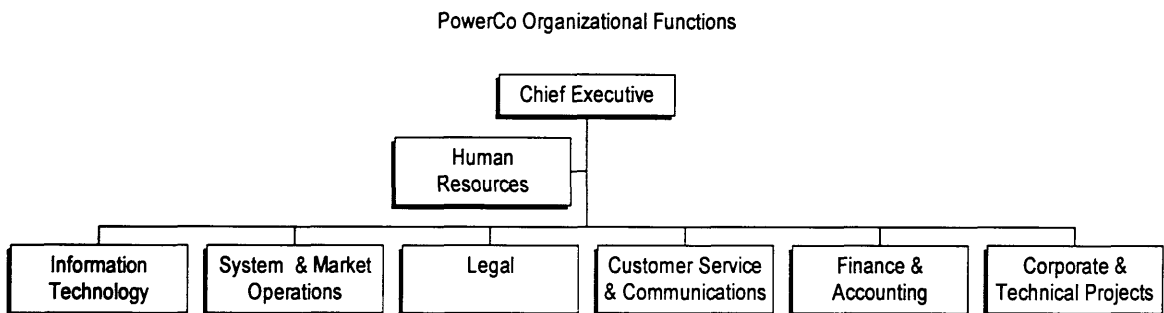 PowerCo Organizational Functions
Chief Executive
Human
Resources
Information
Technology
System & Market
Operations
Legal
Customer Service
& Communications
Finance &
Accounting
Corporate &
Technical Projects